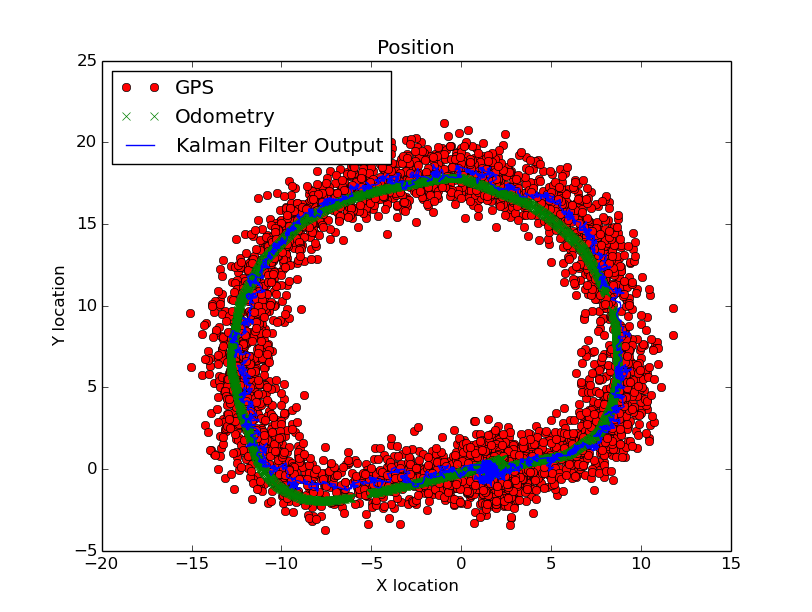 Position
GPS
Odometry
Kalman Filter Output
25
20
15
10
5
0
−5
Y location
−20 −15 −10 −5 0 5 10 15
X location